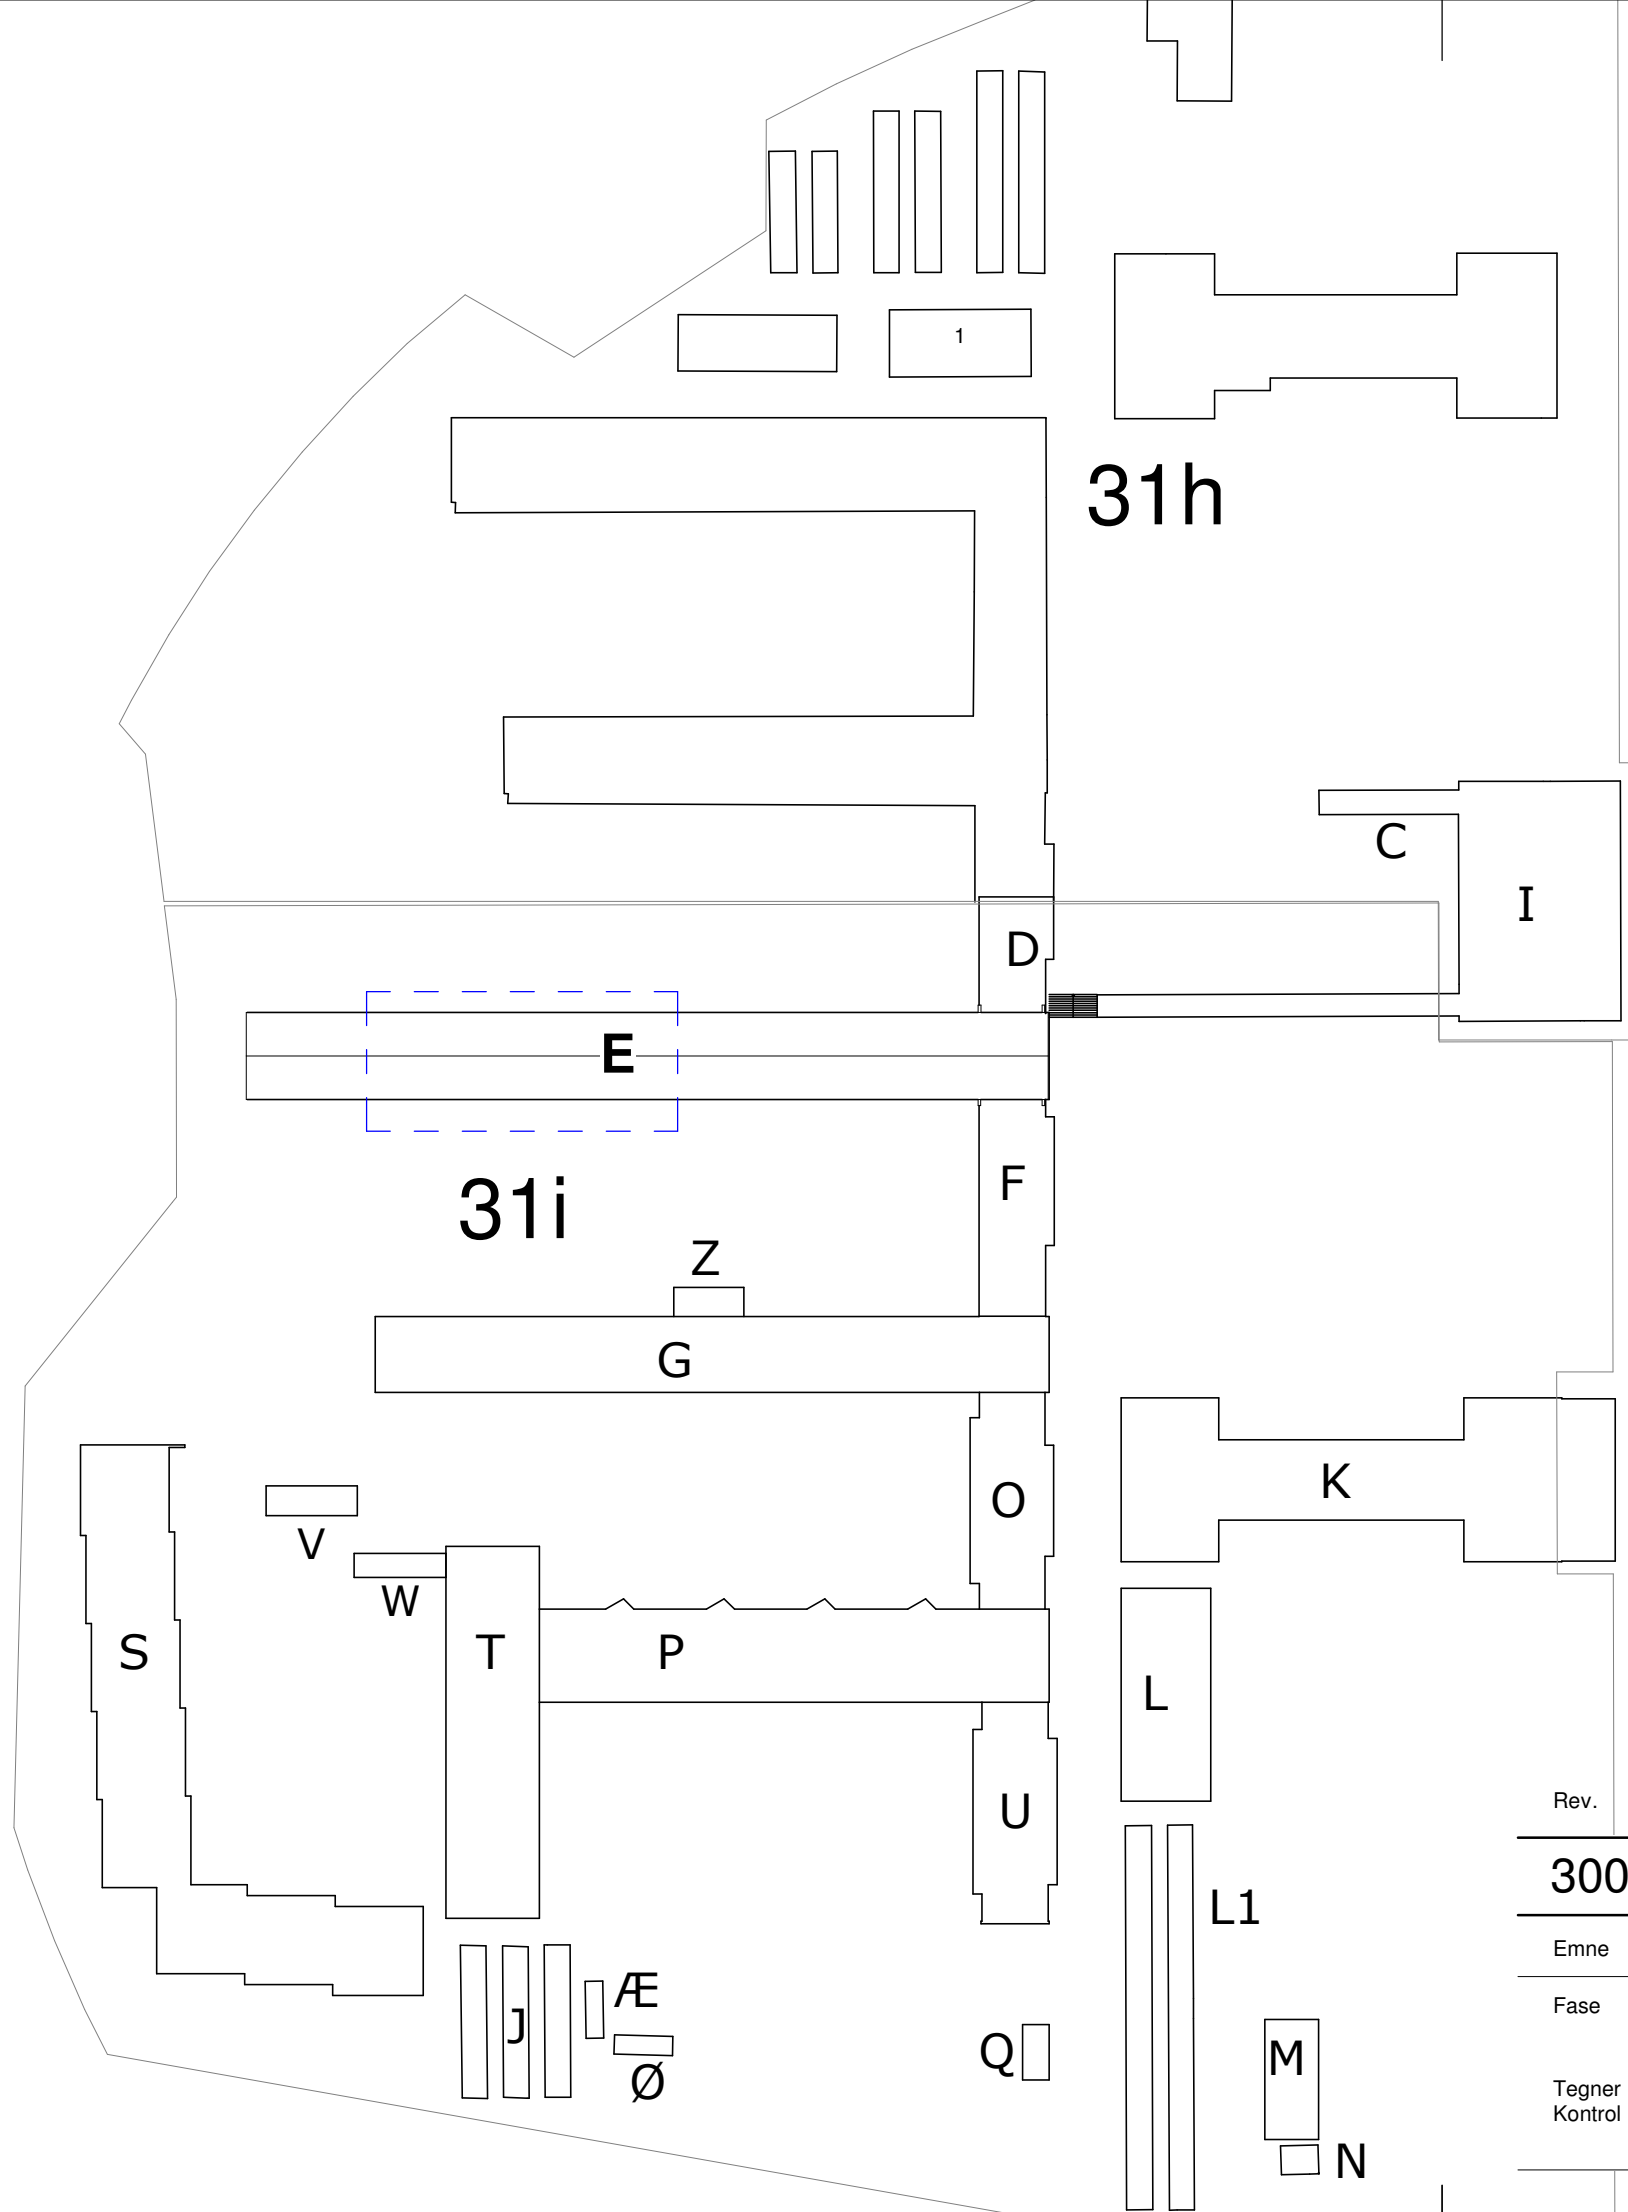 1
31h
C
I
D
E
F
31i
Z
G
K
O
V
W
S
T
P
L
Rev.
U
300
L1
Emne
Æ
Fase
J
Q
M
Ø
Tegner
Kontrol
N